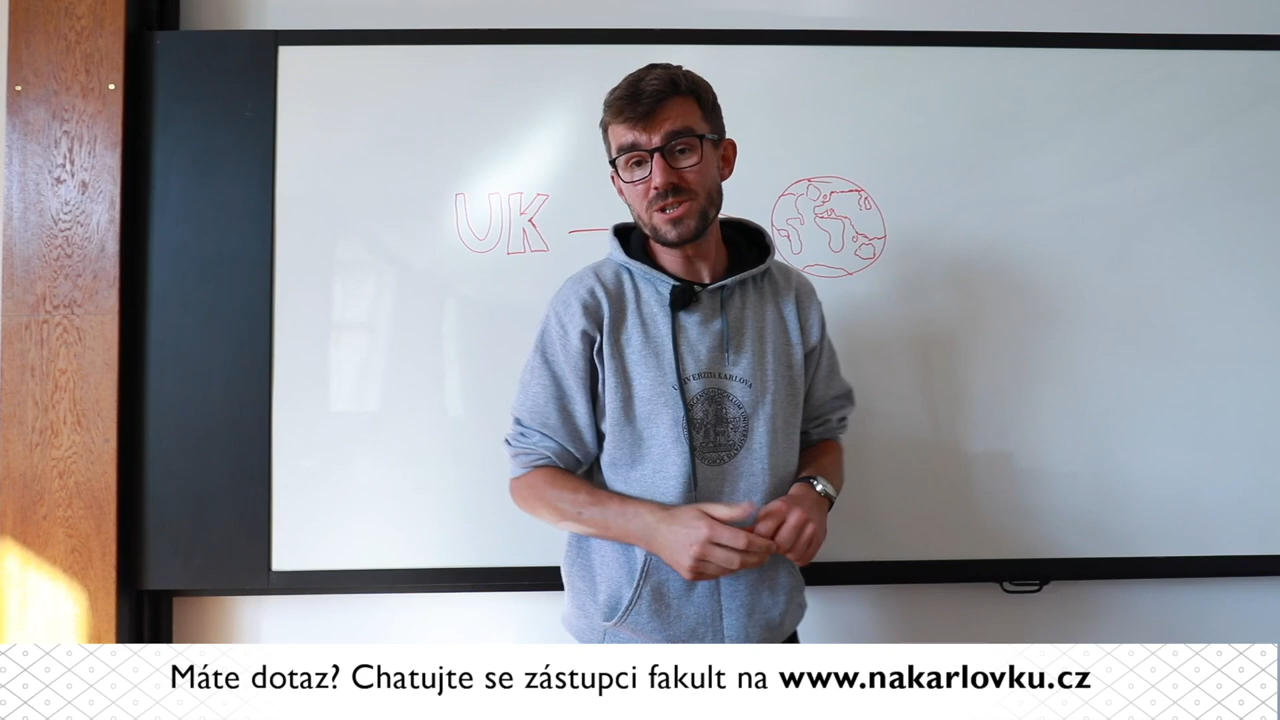 UK
UNIVERZITA KARLOVA
Máte dotaz? Chatujte se zástupci fakult na www.nakarlovku.cz